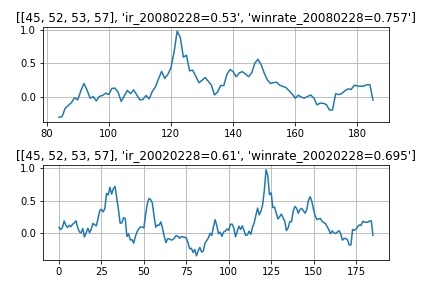 [[45, 52, 53, 57], 'ir_20080228=0.53', 'winrate_20080228=0.757']
1.0
0.5
0.0
80 100 120 140 160 180
[[45, 52, 53, 57], 'ir_20020228=0.61', 'winrate_20020228=0.695']
1.0
0.5
0.0
0 25 50 75 100 125 150 175